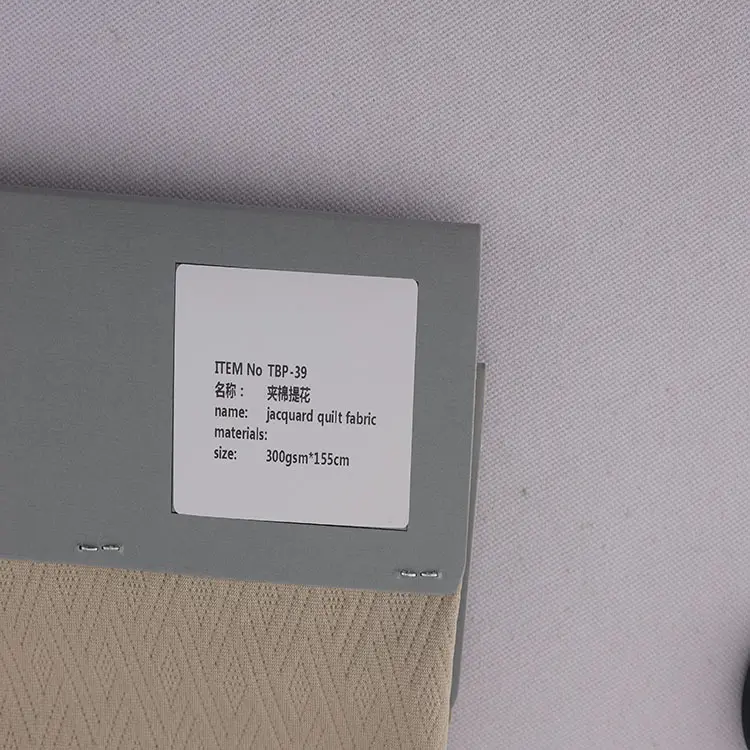 ITEM No TBP-39
名称： 夹棉提花
name: jacquard quilt fabric
materials:
size: 300gsm*155cm